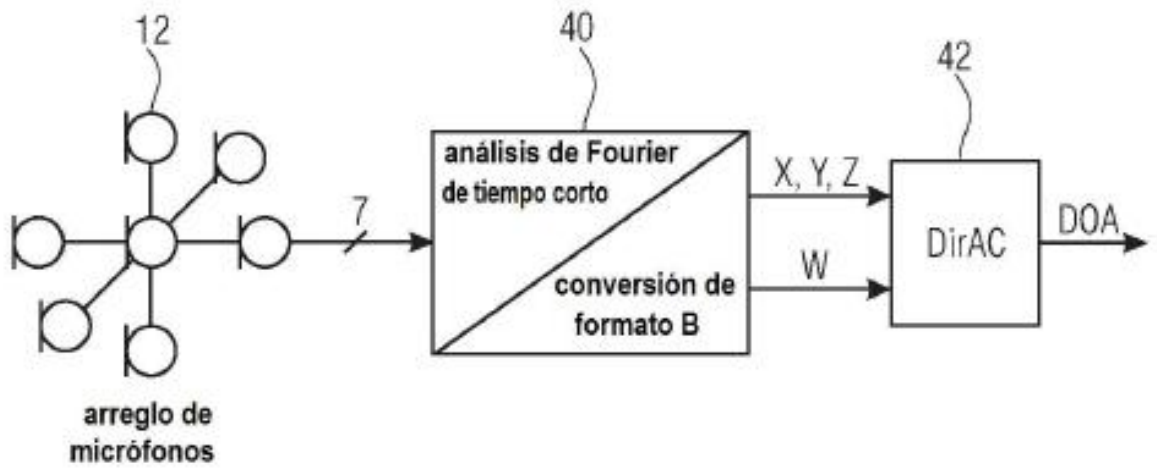 12
40
42
análisis de Fourier
de tiempo corto
X, Y, Z
7
DirAC
DOA
W
conversión de
formato B
arreglo de
micrófonos